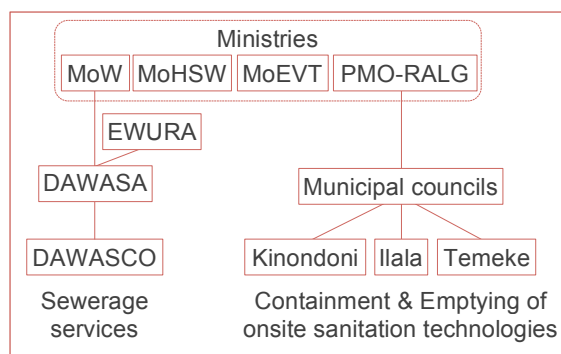 Ministries
MoW MoHSW MoEVT PMO-RALG
EWURA
DAWASA
Municipal councils
DAWASCO
Kinondoni Ilala Temeke
Sewerage
services
Containment & Emptying of
onsite sanitation technologies